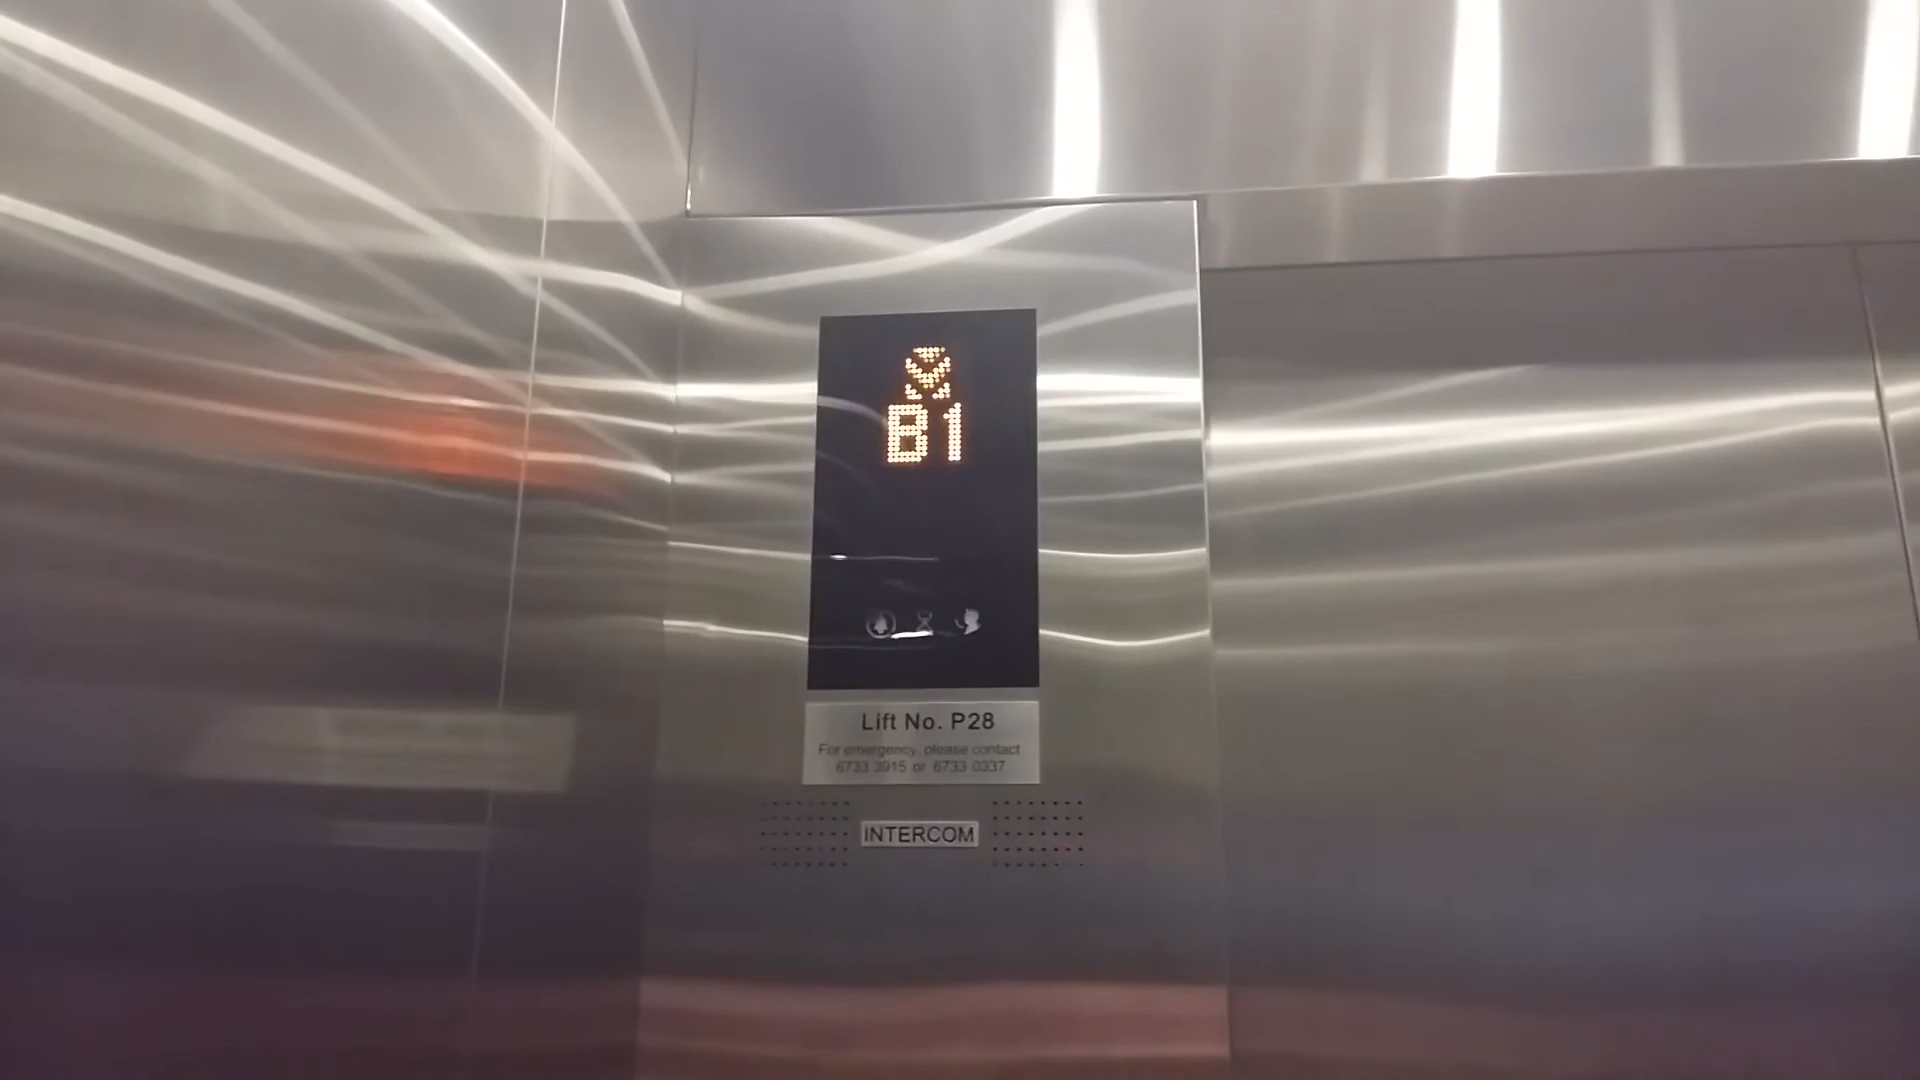 B1
Lift No. P28
For emergency, please contact
6733 3915 or 6733 0337
INTERCOM